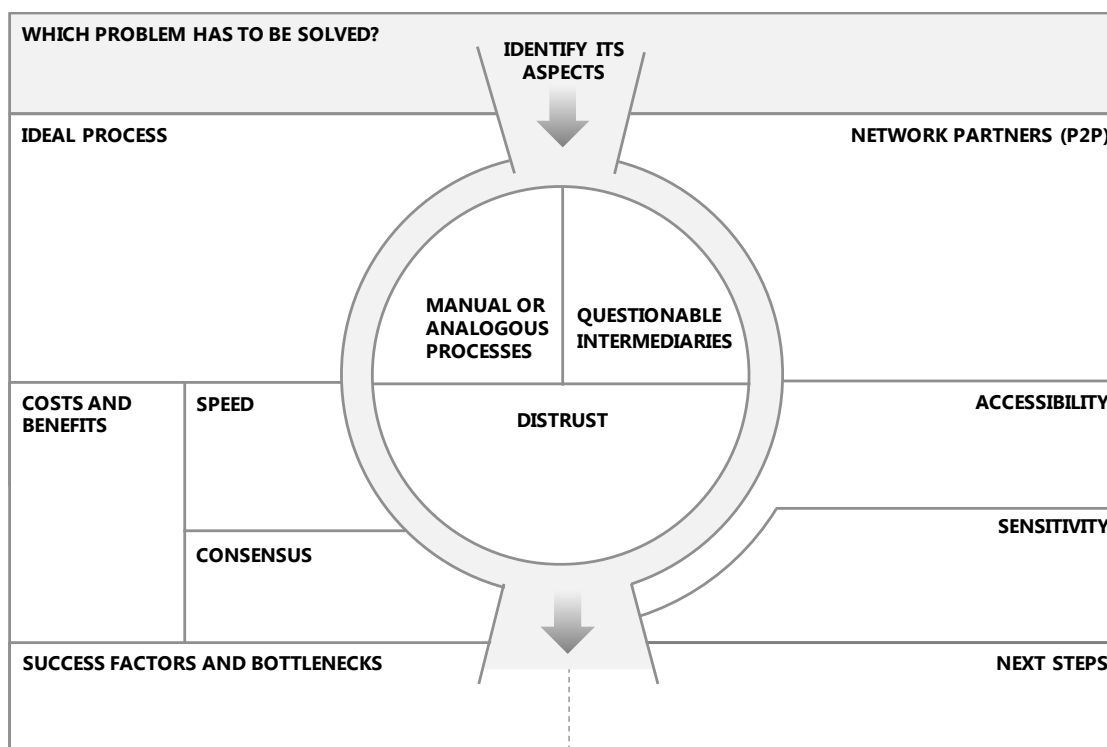 WHICH PROBLEM HAS TO BE SOLVED?
IDENTIFY ITS
ASPECTS
IDEAL PROCESS
NETWORK PARTNERS (P2P)
MANUAL OR
ANALOGOUS
PROCESSES
QUESTIONABLE
INTERMEDIARIES
DISTRUST
COSTS AND
BENEFITS
SPEED
ACCESSIBILITY
SENSITIVITY
CONSENSUS
SUCCESS FACTORS AND BOTTLENECKS
NEXT STEPS